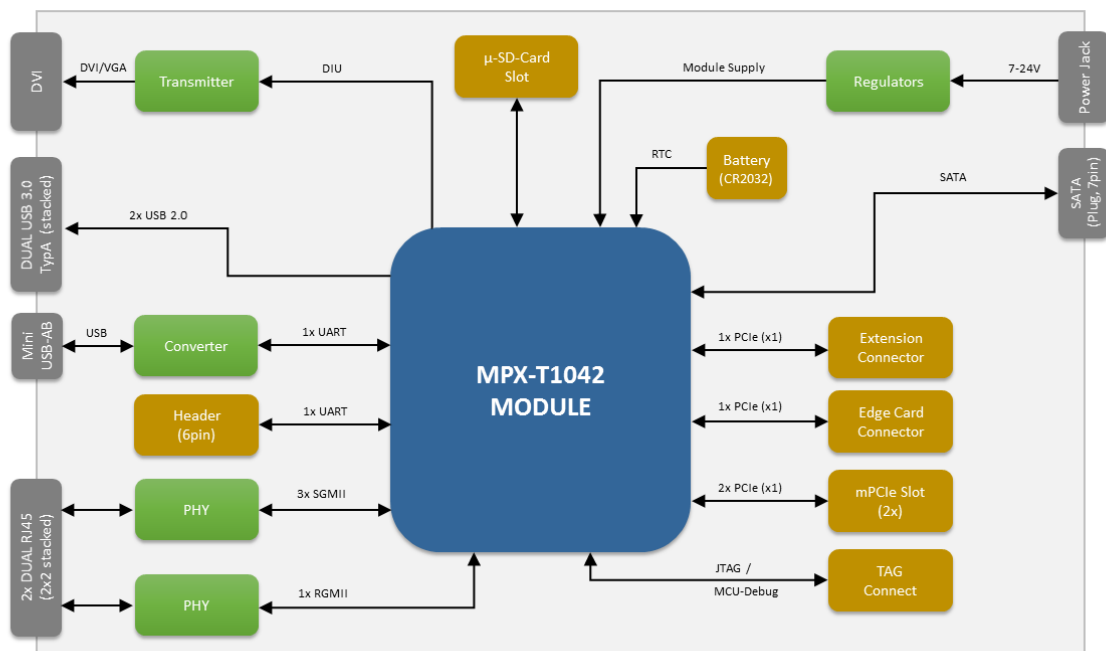 DVI
DVI/VGA
Transmitter
DIU
µ-SD-Card
Slot
Module Supply
Regulators
7-24V
Power Jack
RTC
Battery
(CR2032)
SATA
SATA
(Plug, 7pin)
DUAL USB 3.0
TypA (stacked)
2x USB 2.0
Mini
USB-AB
USB
Converter
1x UART
MPX-T1042
MODULE
1x PCIe (x1)
Extension
Connector
Header
(6pin)
1x UART
1x PCIe (x1)
Edge Card
Connector
2x DUAL RJ45
(2x2 stacked)
PHY
3x SGMII
2x PCIe (x1)
mPCIe Slot
(2x)
PHY
1x RGMII
JTAG /
MCU-Debug
TAG
Connect